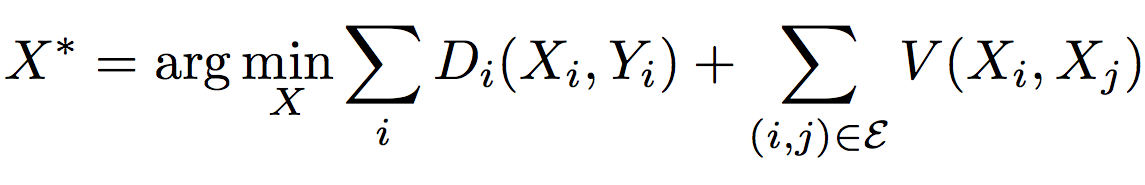 X* = arg min_X ∑_i D_i(X_i, Y_i) + ∑_{(i,j)∈ℰ} V(X_i, X_j)